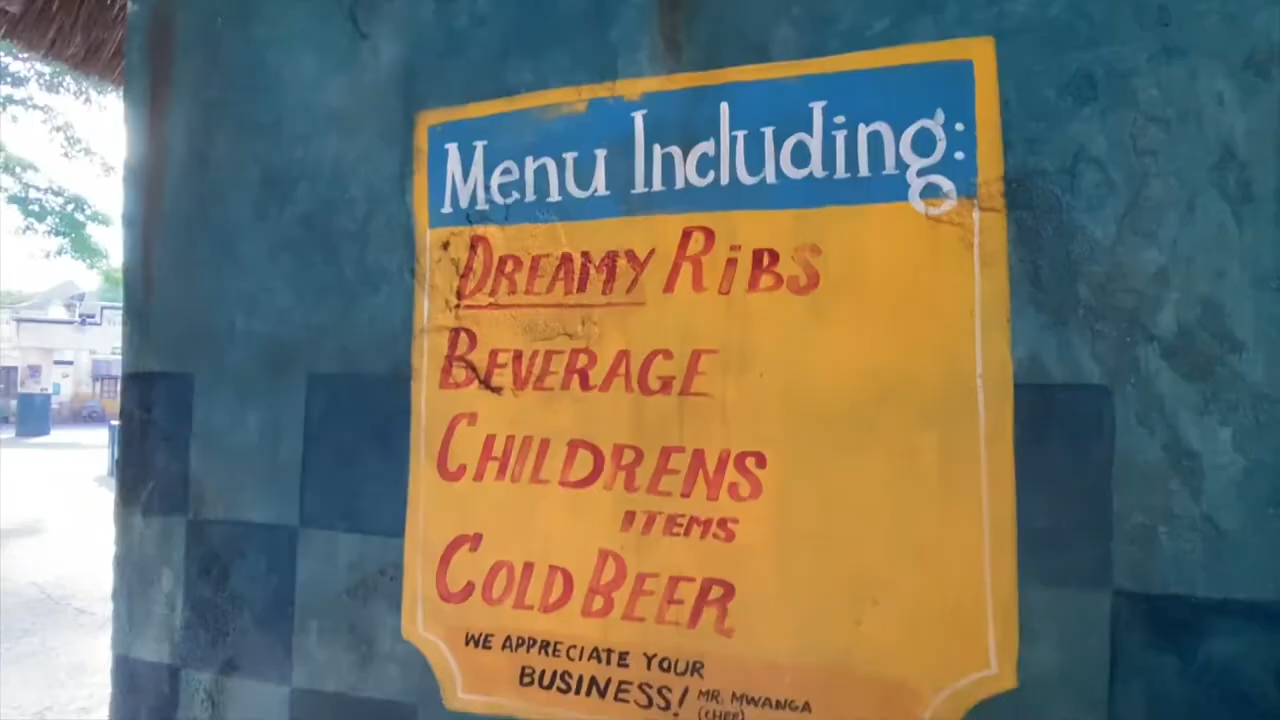 Menu Including:
DREAMY RiBS
BEVERAGE
CHILDRENS
ITEMS
COLD BEER
WE APPRECIATE YOUR
BUSINESS!
MR. MWANGA
(CHEF)